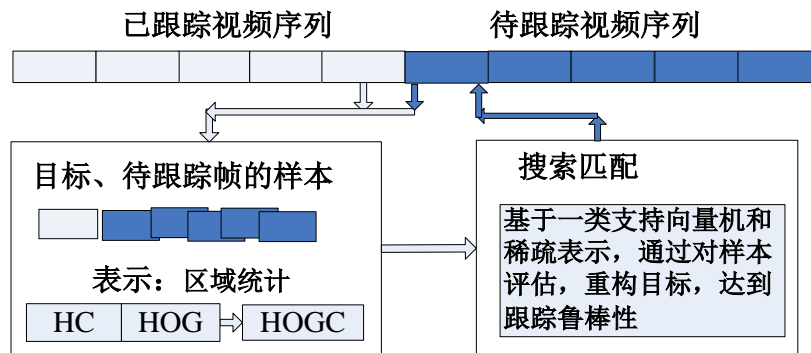 已跟踪视频序列 待跟踪视频序列
目标、待跟踪帧的样本
表示：区域统计
HC HOG HOGC
搜索匹配
基于一类支持向量机和
稀疏表示，通过对样本
评估，重构目标，达到
跟踪鲁棒性